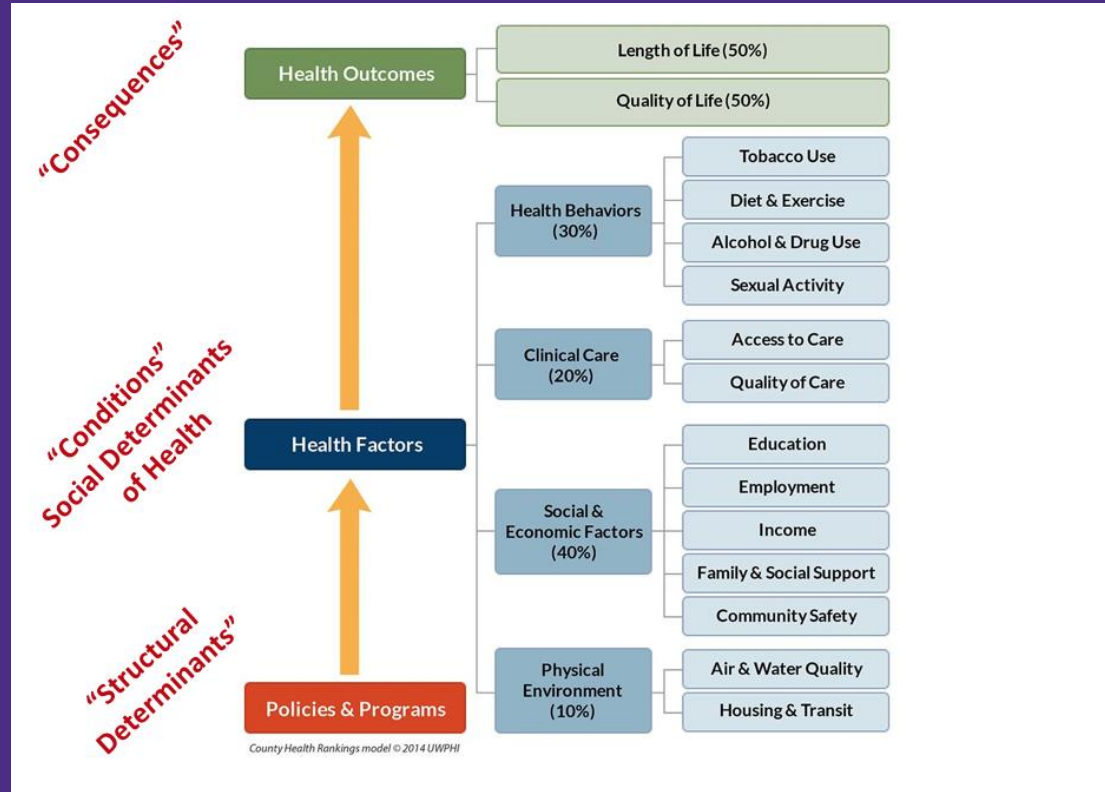 “Consequences”
Health Outcomes
Length of Life (50%)
Quality of Life (50%)
Health Behaviors
(30%)
Tobacco Use
Diet & Exercise
Alcohol & Drug Use
Sexual Activity
Clinical Care
(20%)
Access to Care
Quality of Care
“Conditions”
Social Determinants
of Health
Health Factors
Social &
Economic Factors
(40%)
Education
Employment
Income
Family & Social Support
Community Safety
“Structural
Determinants”
Policies & Programs
Physical
Environment
(10%)
Air & Water Quality
Housing & Transit
County Health Rankings model © 2014 UWPHI